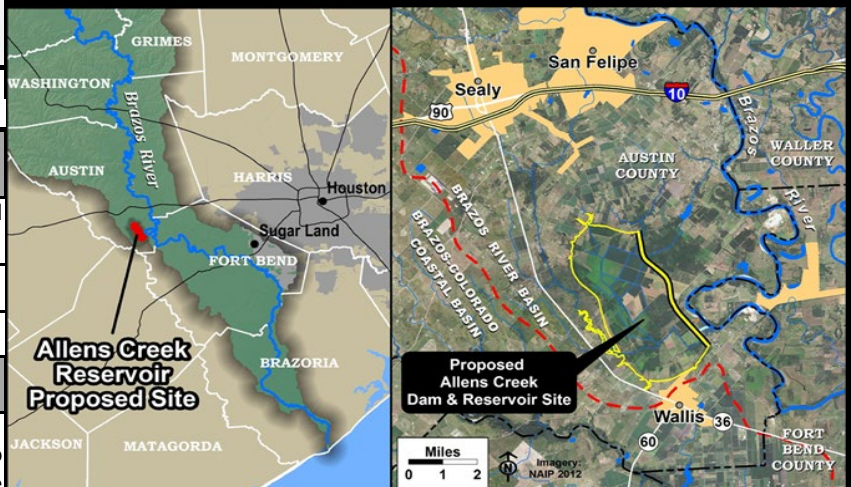 GRIMES
MONTGOMERY
WASHINGTON
Brazos River
AUSTIN
HARRIS
Houston
Sugar Land
FORT BEND
Allens Creek
Reservoir
Proposed Site
BRAZORIA
JACKSON
MATAGORDA
San Felipe
Sealy
10
90
Brazos
River
WALLER
COUNTY
AUSTIN
COUNTY
BRAZOS RIVER BASIN
BRAZOS-COLORADO
COASTAL BASIN
Proposed
Allens Creek
Dam & Reservoir Site
Wallis
36
60
FORT
BEND
COUNTY
Miles
0 1 2
N
Imagery:
NAIP 2012